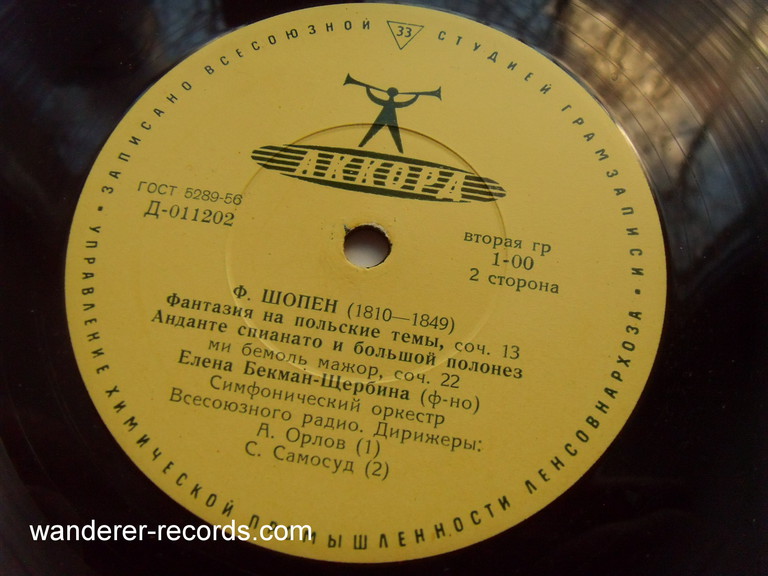 ЗАПИСАНО ВСЕСОЮЗНОЙ 33 СТУДИЕЙ ГРАМЗАПИСИ
АККОРД
ГОСТ 5289-56
Д-011202
вторая гр
1-00
2 сторона
Ф. ШОПЕН (1810—1849)
Фантазия на польские темы, соч. 13
Анданте спианато и большой полонез
ми бемоль мажор, соч. 22
Елена Бекман-Щербина (ф-но)
Симфонический оркестр
Всесоюзного радио. Дирижеры:
А. Орлов (1)
С. Самосуд (2)
УПРАВЛЕНИЕ ХИМИЧЕСКОЙ ПРОМЫШЛЕННОСТИ ЛЕНСОВНАРХОЗА
wanderer-records.com